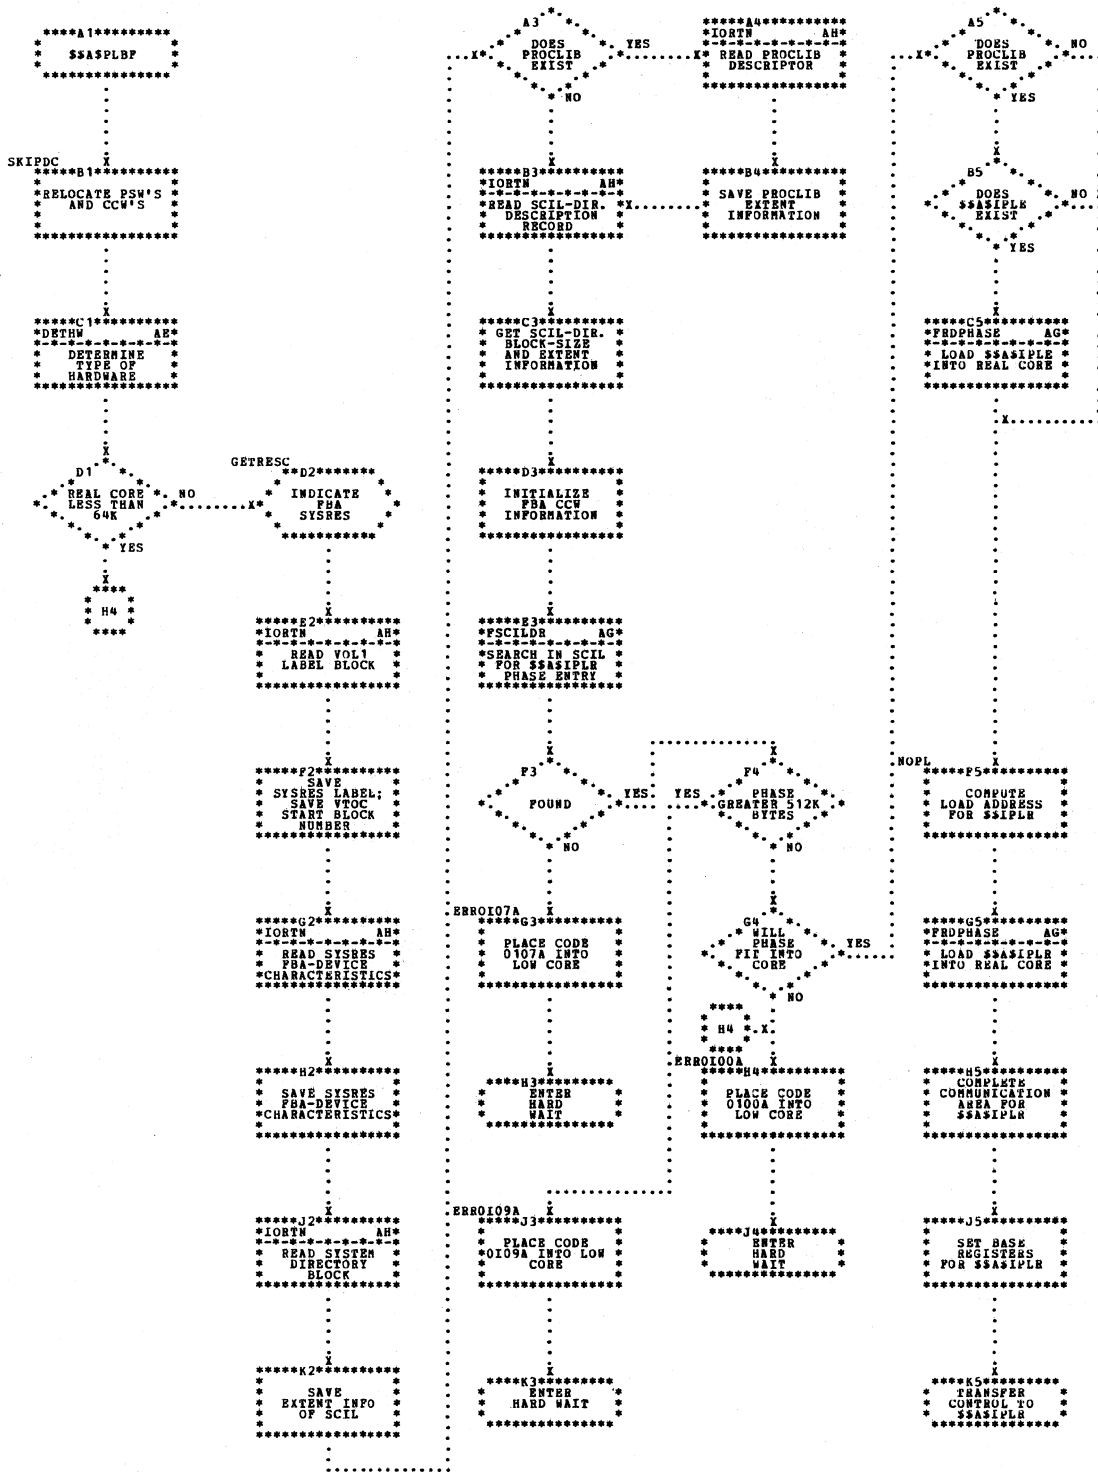 A1
$$A$PLBF
SKIPDC
B1
RELOCATE PSW'S
AND CCW'S
C1
DETHW AE
DETERMINE
TYPE OF
HARDWARE
D1
REAL CORE
LESS THAN
64K
NO
YES
H4
GETRESC
D2
INDICATE
FBA
SYSRES
E2
IORTN AH
READ VOL1
LABEL BLOCK
F2
SAVE
SYSRES LABEL;
SAVE VTOC
START BLOCK
NUMBER
G2
IORTN AH
READ SYSRES
FBA-DEVICE
CHARACTERISTICS
H2
SAVE SYSRES
FBA-DEVICE
CHARACTERISTICS
J2
IORTN AH
READ SYSTEM
DIRECTORY
BLOCK
K2
SAVE
EXTENT INFO
OF SCIL
A3
DOES
PROCLIB
EXIST
YES
NO
B3
IORTN AH
READ SCIL-DIR.
DESCRIPTION
RECORD
C3
GET SCIL-DIR.
BLOCK-SIZE
AND EXTENT
INFORMATION
D3
INITIALIZE
FBA CCW
INFORMATION
E3
FSCILDR AG
SEARCH IN SCIL
FOR $$A$IPLR
PHASE ENTRY
F3
FOUND
YES
NO
ERR0I07A
G3
PLACE CODE
0I07A INTO
LOW CORE
H3
ENTER
HARD
WAIT
ERR0I09A
J3
PLACE CODE
0I09A INTO LOW
CORE
K3
ENTER
HARD WAIT
A4
IORTN AH
READ PROCLIB
DESCRIPTOR
B4
SAVE PROCLIB
EXTENT
INFORMATION
F4
PHASE
GREATER 512K
BYTES
YES
NO
G4
WILL
PHASE
FIT INTO
CORE
YES
NO
H4
ERR0I00A
H4
PLACE CODE
0I00A INTO
LOW CORE
J4
ENTER
HARD
WAIT
A5
DOES
PROCLIB
EXIST
NO
YES
B5
DOES
$$A$IPLE
EXIST
NO
YES
C5
FRDPHASE AG
LOAD $$A$IPLE
INTO REAL CORE
NOPL
F5
COMPUTE
LOAD ADDRESS
FOR $$IPLR
G5
FRDPHASE AG
LOAD $$A$IPLR
INTO REAL CORE
H5
COMPLETE
COMMUNICATION
AREA FOR
$$A$IPLR
J5
SET BASE
REGISTERS
FOR $$A$IPLR
K5
TRANSFER
CONTROL TO
$$A$IPLR